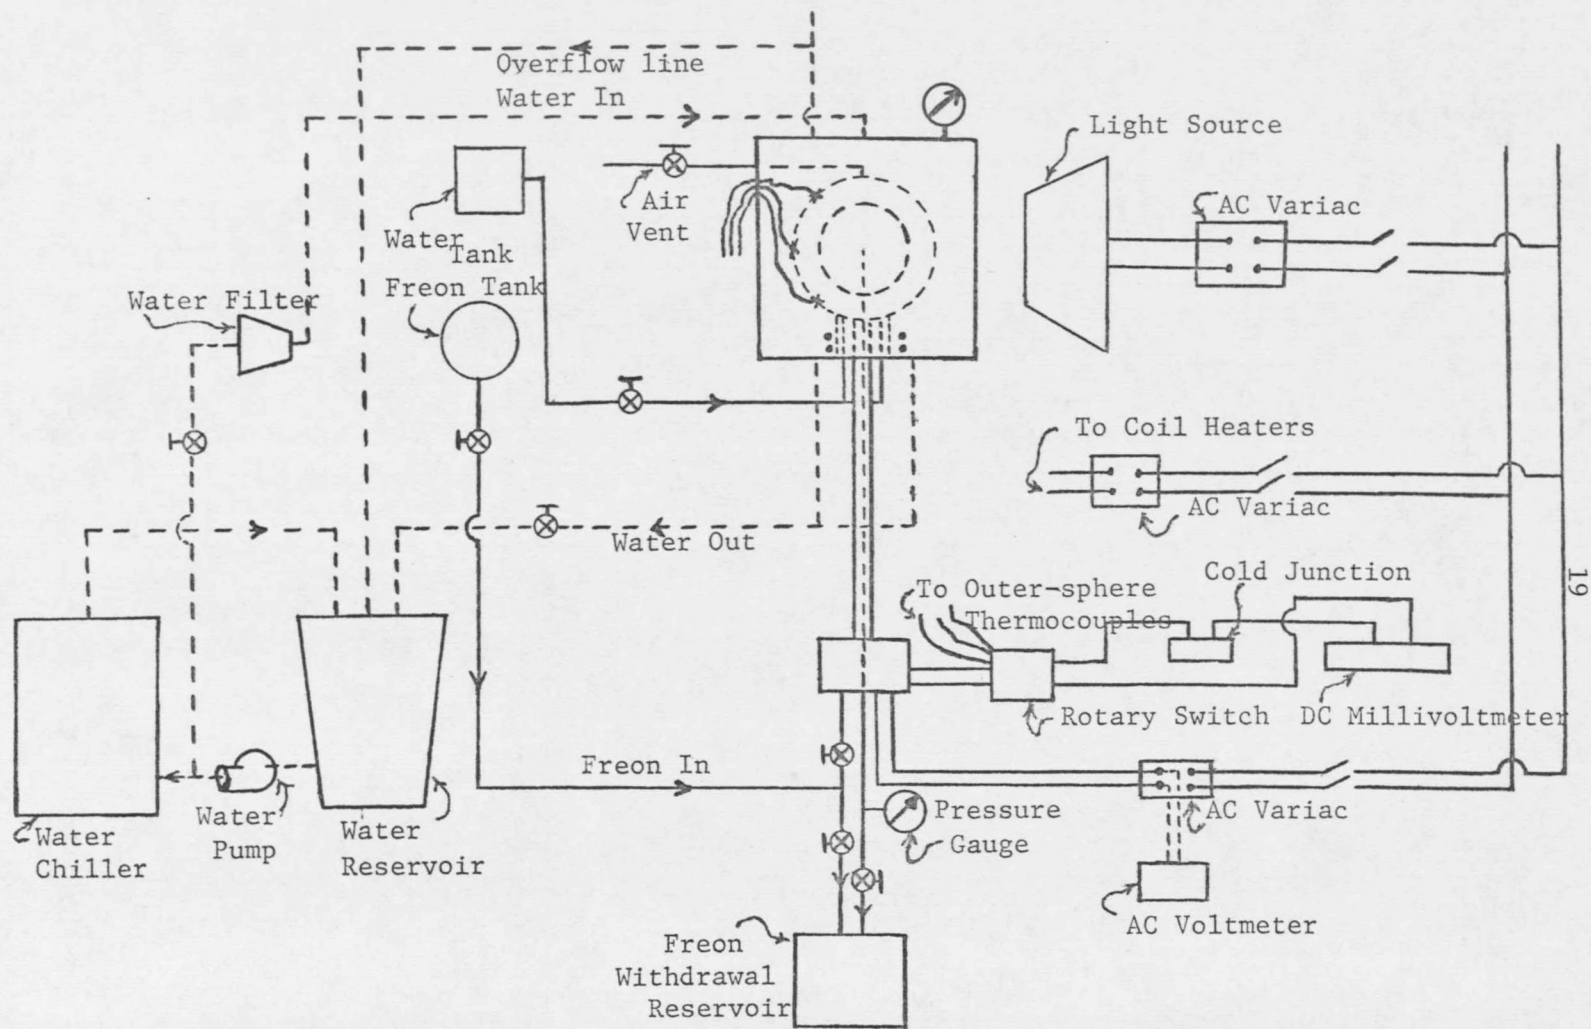 Overflow line
Water In
Light Source
AC Variac
Air
Vent
Water
Tank
Freon Tank
Water Filter
To Coil Heaters
AC Variac
Water Out
Cold Junction
To Outer-sphere
Thermocouples
19
Rotary Switch
DC Millivoltmeter
Freon In
Pressure
Gauge
AC Variac
Water
Pump
Water
Reservoir
Water
Chiller
AC Voltmeter
Freon
Withdrawal
Reservoir